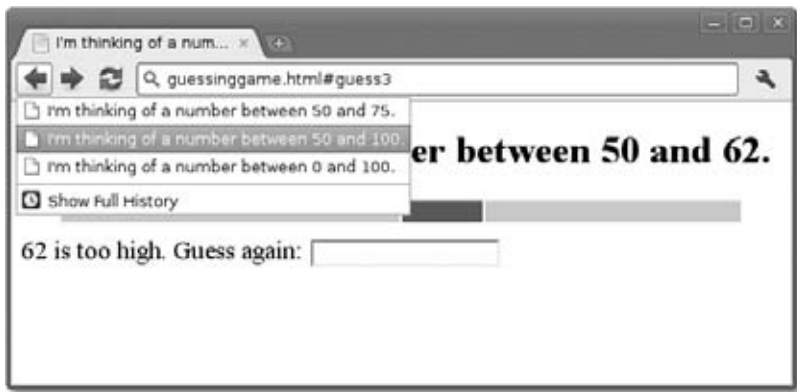 I'm thinking of a num...
guessinggame.html#guess3
I'm thinking of a number between 50 and 75.
I'm thinking of a number between 50 and 100.
I'm thinking of a number between 0 and 100.
Show Full History
er between 50 and 62.
62 is too high. Guess again: